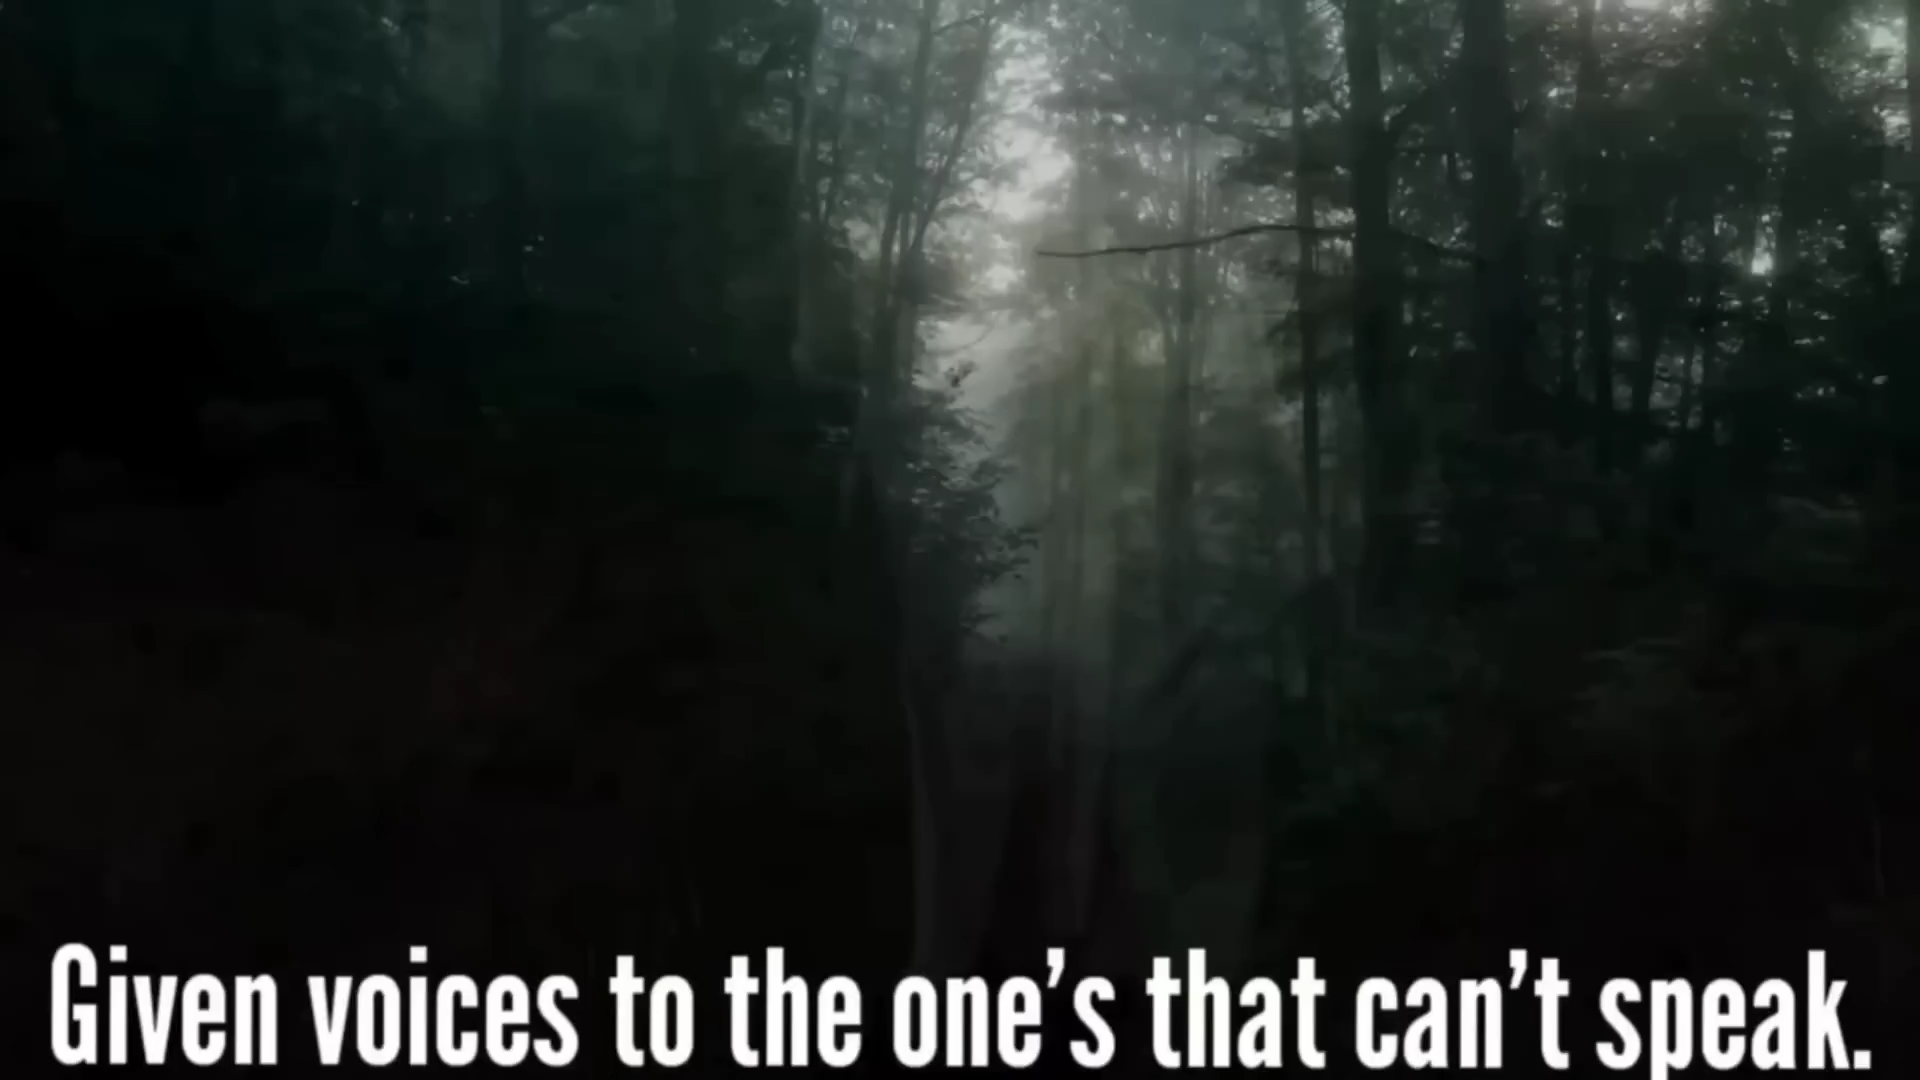 Given voices to the one’s that can’t speak.